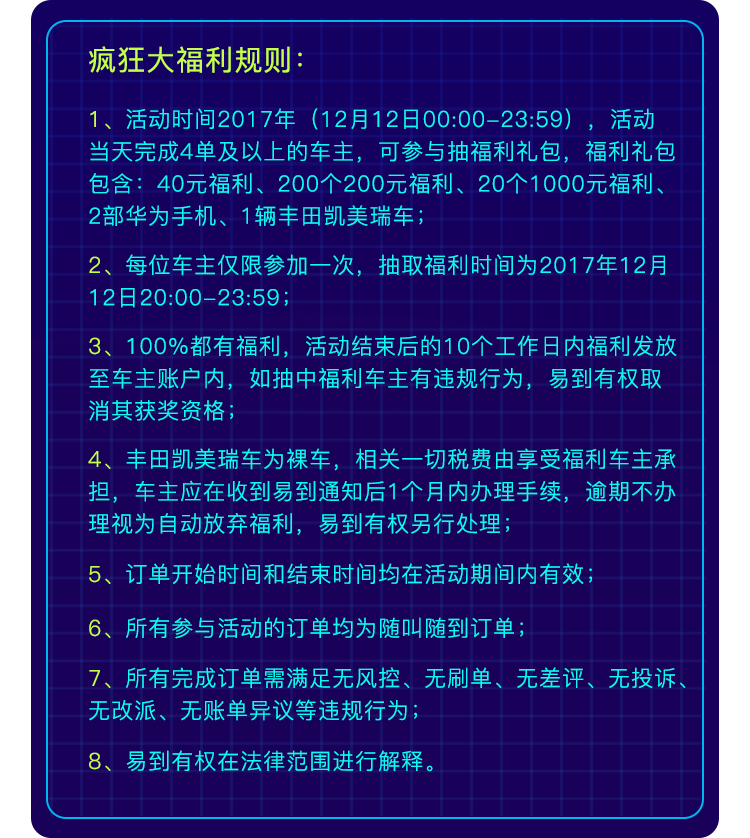 疯狂大福利规则：
1、活动时间2017年（12月12日00:00-23:59），活动
当天完成4单及以上的车主，可参与抽福利礼包，福利礼包
包含：40元福利、200个200元福利、20个1000元福利、
2部华为手机、1辆丰田凯美瑞车；
2、每位车主仅限参加一次，抽取福利时间为2017年12月
12日20:00-23:59；
3、100%都有福利，活动结束后的10个工作日内福利发放
至车主账户内，如抽中福利车主有违规行为，易到有权取
消其获奖资格；
4、丰田凯美瑞车为裸车，相关一切税费由享受福利车主承
担，车主应在收到易到通知后1个月内办理手续，逾期不办
理视为自动放弃福利，易到有权另行处理；
5、订单开始时间和结束时间均在活动期间内有效；
6、所有参与活动的订单均为随叫随到订单；
7、所有完成订单需满足无风控、无刷单、无差评、无投诉、
无改派、无账单异议等违规行为；
8、易到有权在法律范围进行解释。